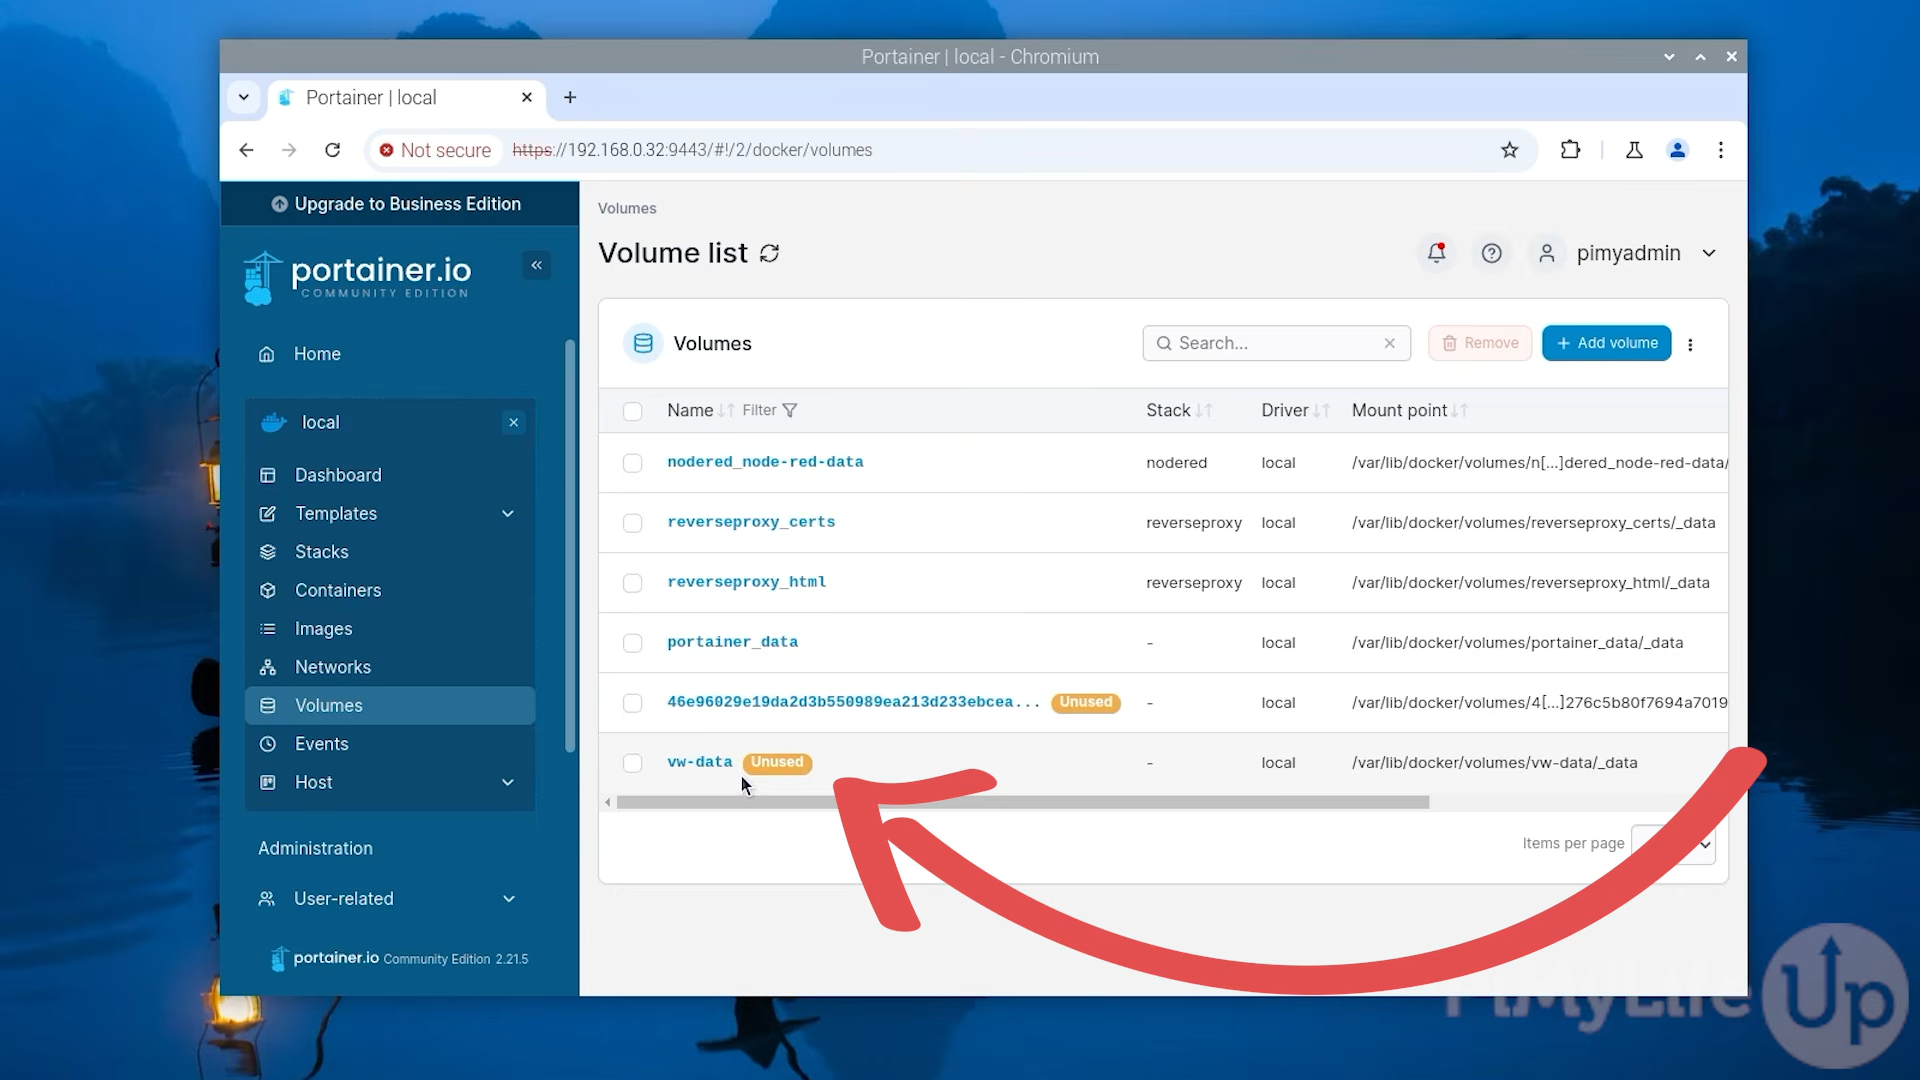 Portainer | local - Chromium
Portainer | local
Not secure
https://192.168.0.32:9443/#!/2/docker/volumes
Upgrade to Business Edition
portainer.io
COMMUNITY EDITION
Home
local
Dashboard
Templates
Stacks
Containers
Images
Networks
Volumes
Events
Host
Administration
User-related
portainer.io Community Edition 2.21.5
Volumes
Volume list
pimyadmin
Volumes
Search...
Remove
Add volume
Name Filter Stack Driver Mount point
nodered_node-red-data nodered local /var/lib/docker/volumes/n[...]dered_node-red-data/
reverseproxy_certs reverseproxy local /var/lib/docker/volumes/reverseproxy_certs/_data
reverseproxy_html reverseproxy local /var/lib/docker/volumes/reverseproxy_html/_data
portainer_data - local /var/lib/docker/volumes/portainer_data/_data
46e96029e19da2d3b550989ea213d233ebcea... Unused - local /var/lib/docker/volumes/4[...]276c5b80f7694a7019
vw-data Unused - local /var/lib/docker/volumes/vw-data/_data
Items per page
PiMyLife
Up